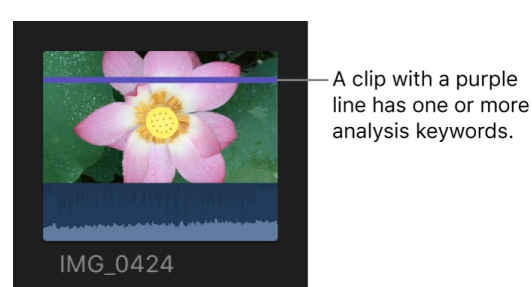 A clip with a purple
line has one or more
analysis keywords.
IMG_0424